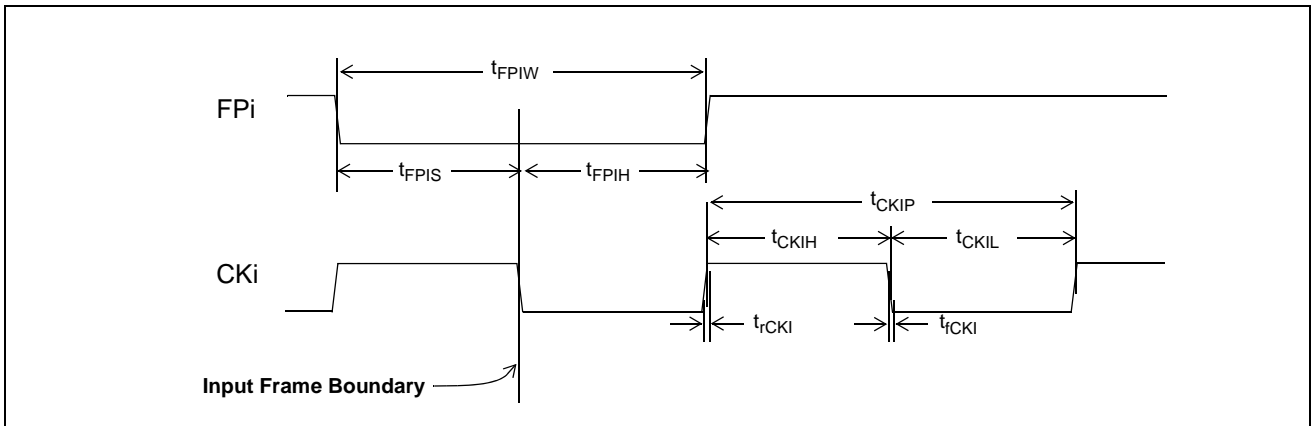 tFPIW
FPi
tFPIS
tFPIH
tCKIP
tCKIH
tCKIL
CKi
trCKI
tfCKI
Input Frame Boundary